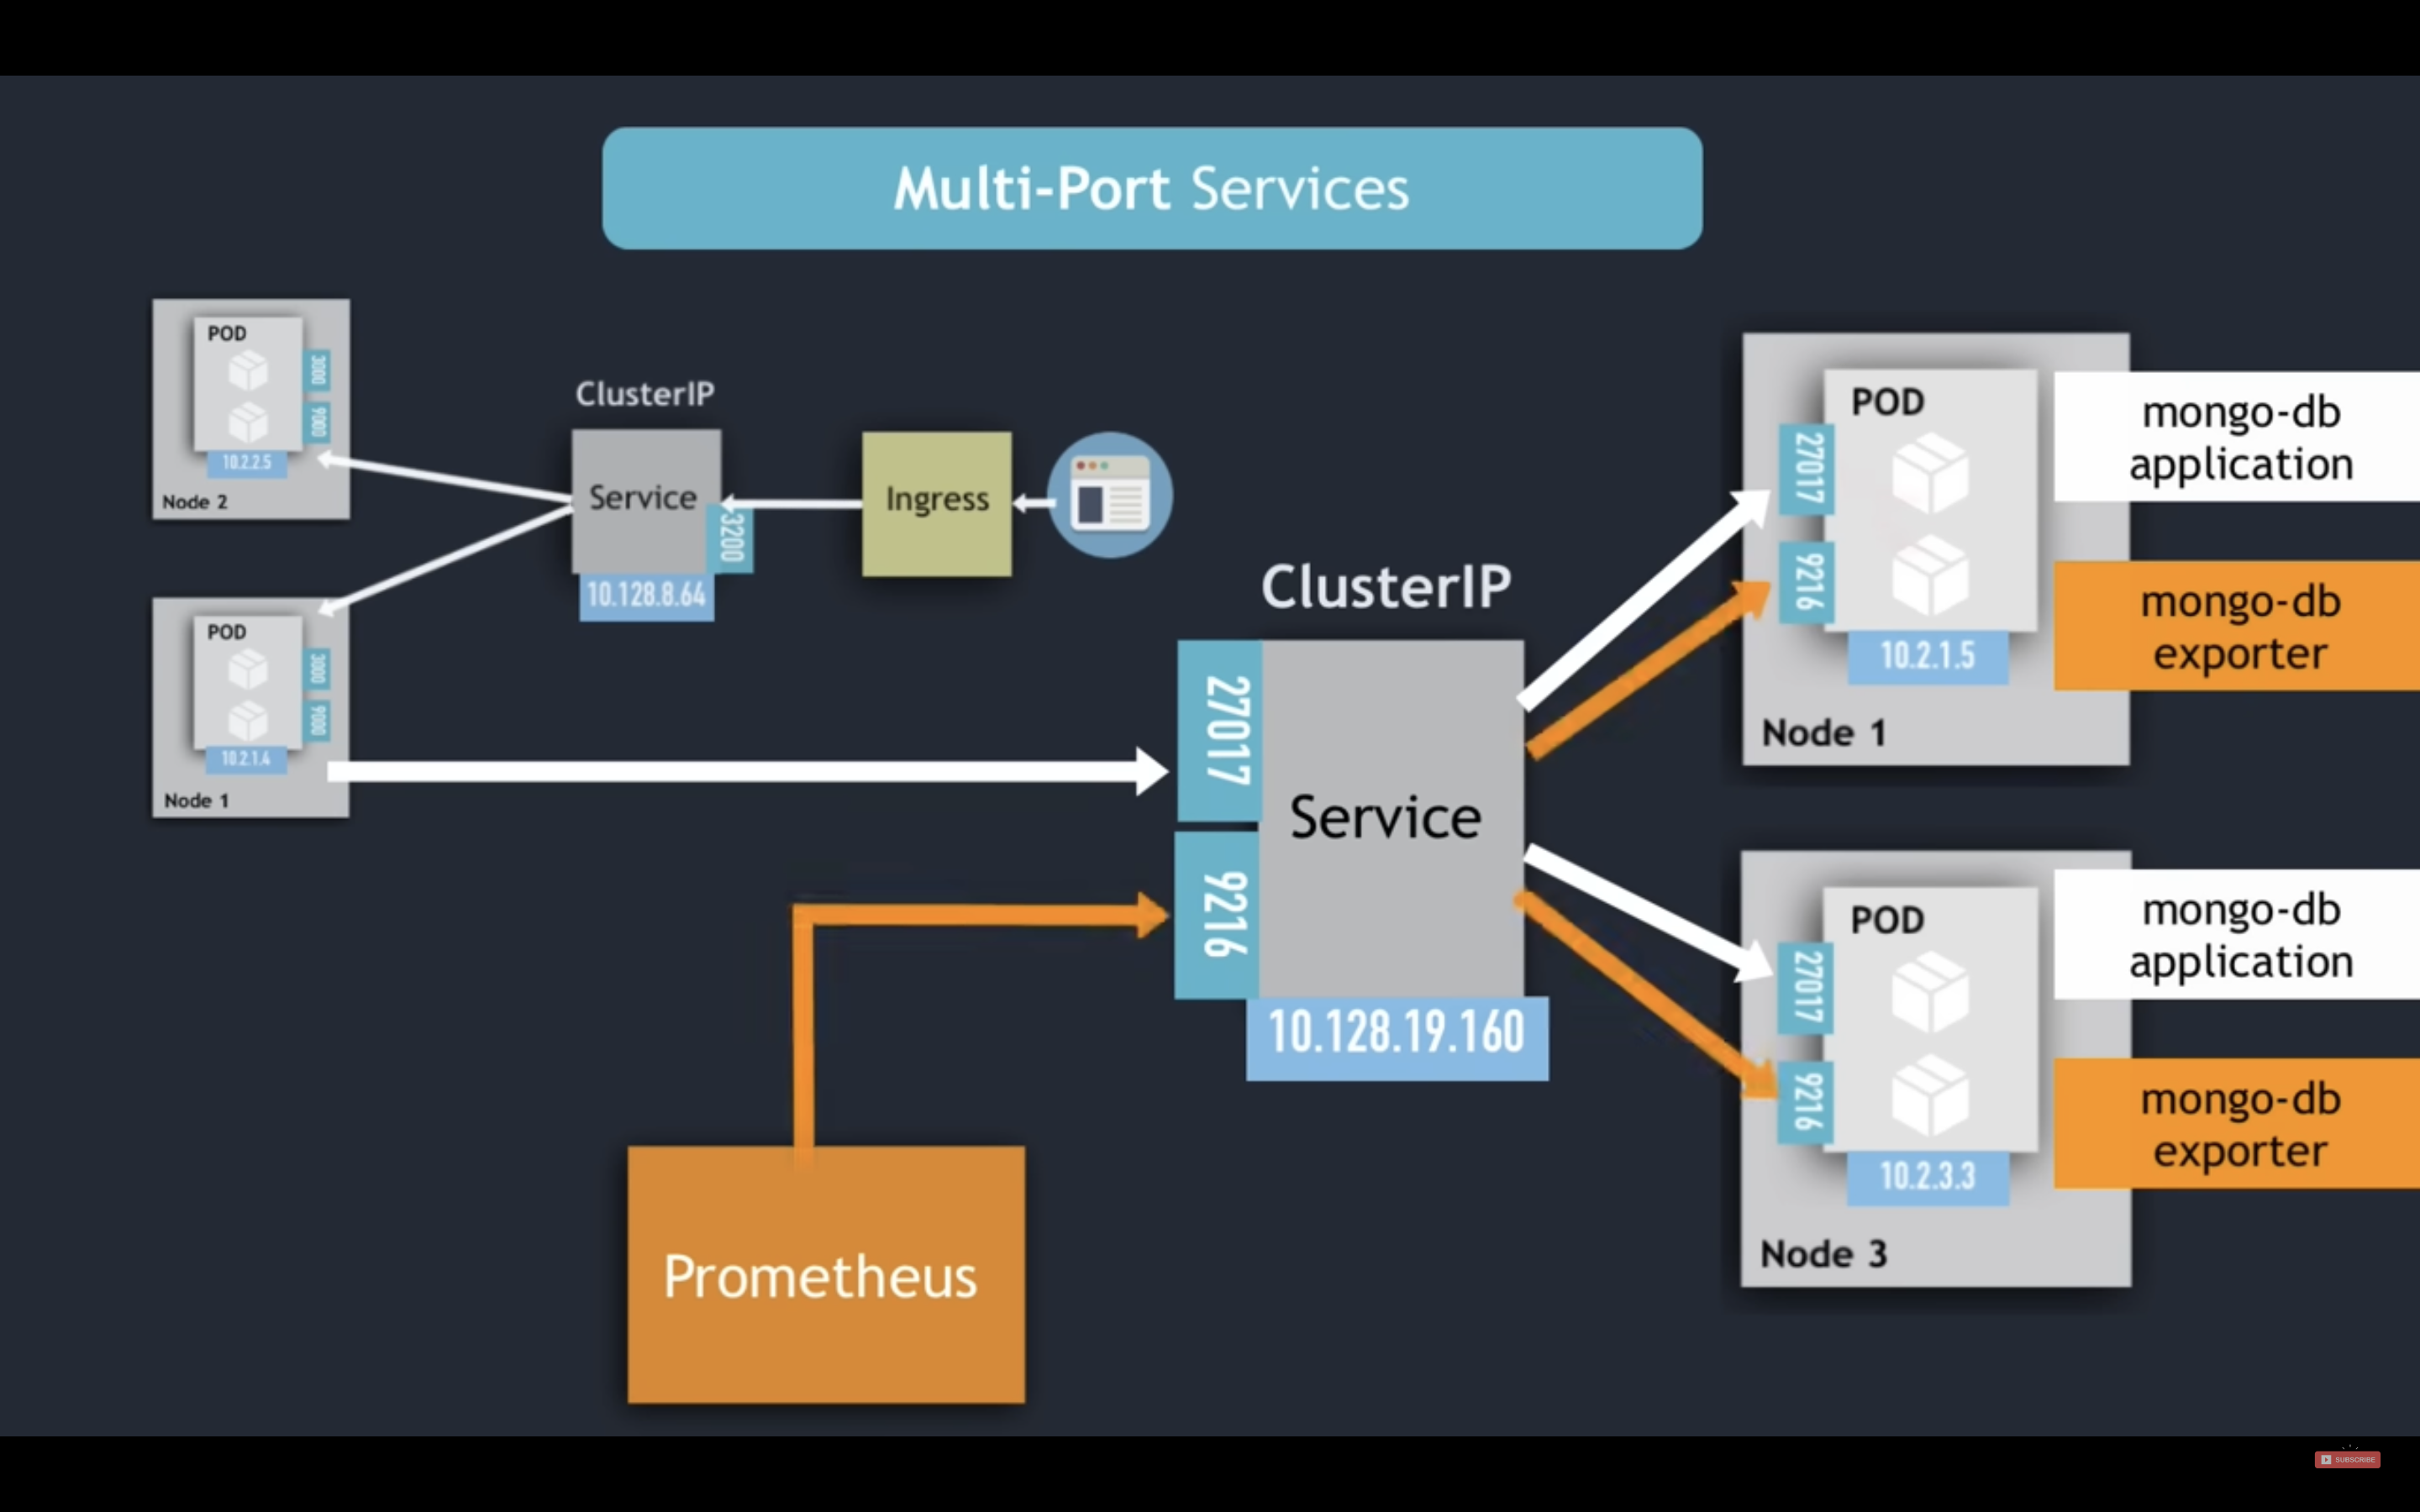 Multi-Port Services
POD
3000
9000
10.2.2.5
Node 2
ClusterIP
Service
3200
10.128.8.64
Ingress
POD
3000
9000
10.2.1.4
Node 1
ClusterIP
27017
9216
Service
10.128.19.160
Prometheus
POD
27017
9216
10.2.1.5
Node 1
mongo-db
application
mongo-db
exporter
POD
27017
9216
10.2.3.3
Node 3
mongo-db
application
mongo-db
exporter
SUBSCRIBE